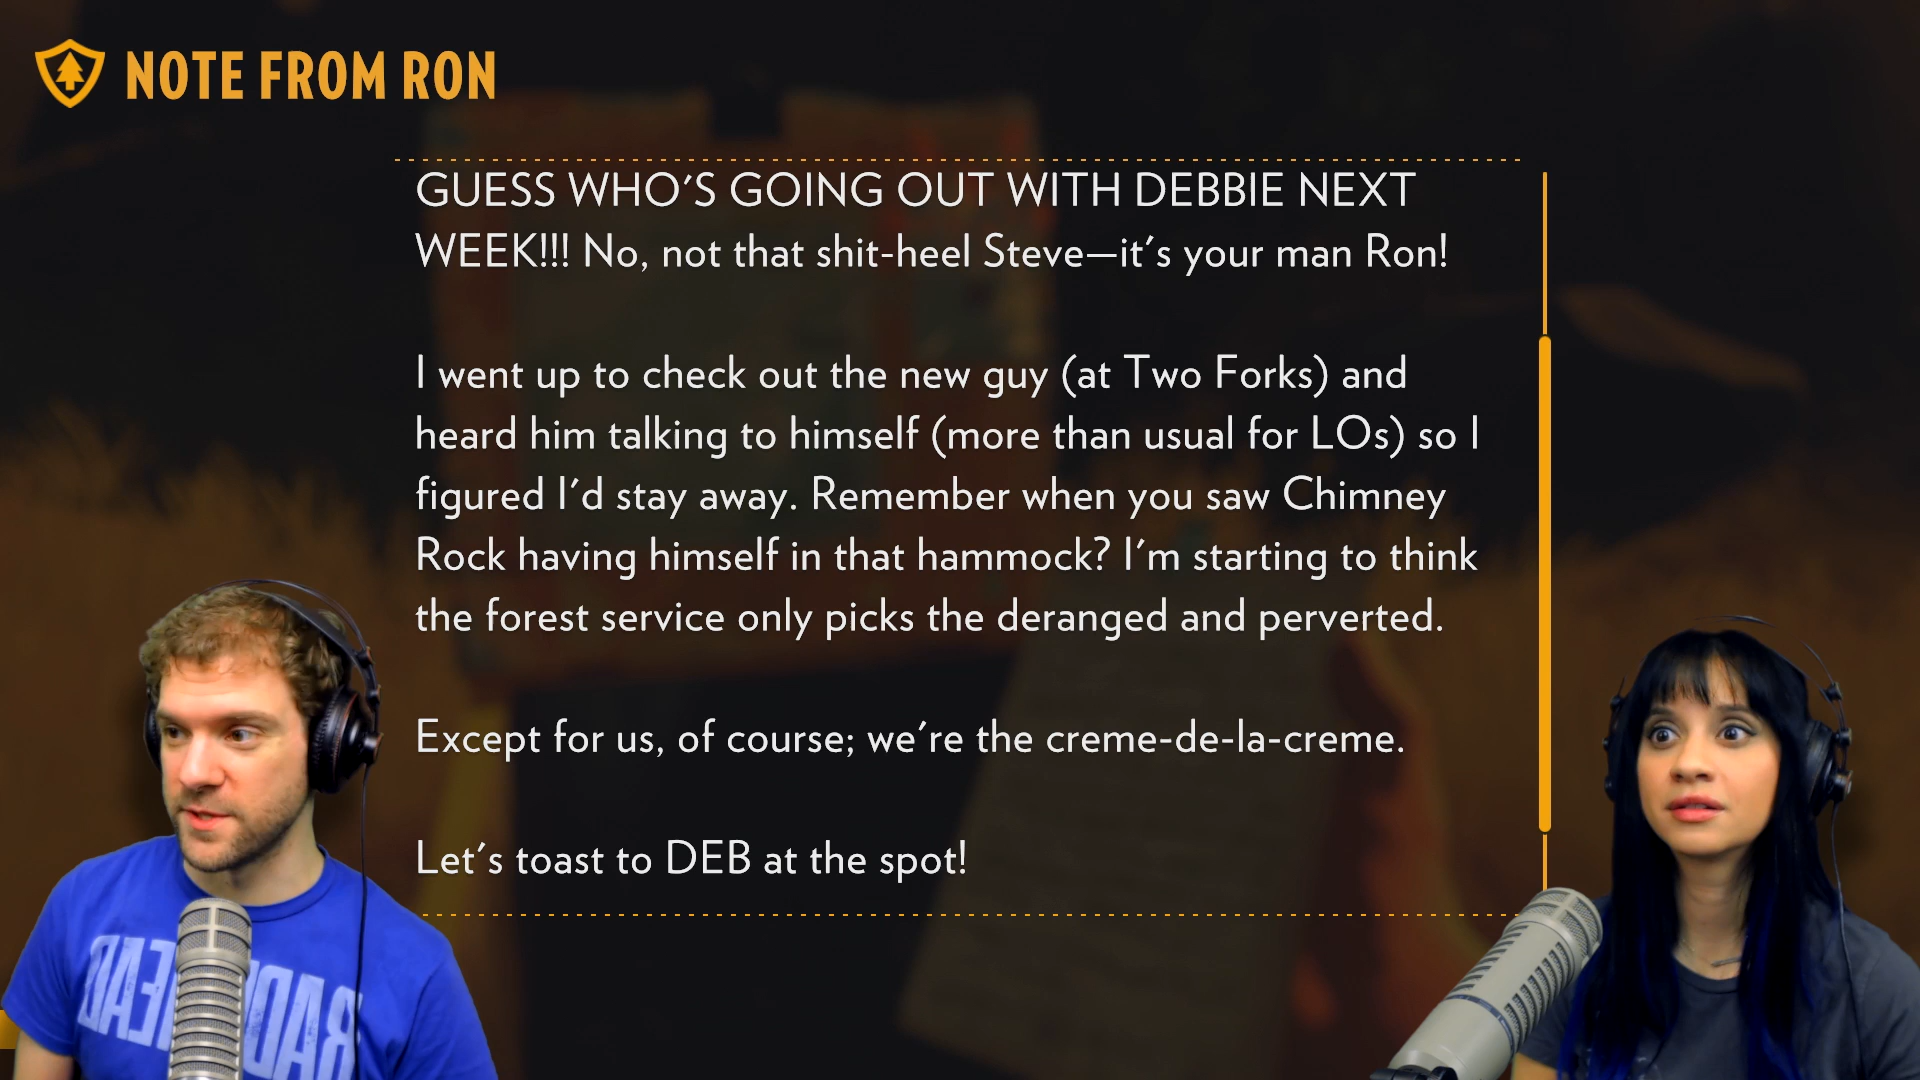 NOTE FROM RON
GUESS WHO'S GOING OUT WITH DEBBIE NEXT
WEEK!!! No, not that shit-heel Steve—it's your man Ron!
I went up to check out the new guy (at Two Forks) and
heard him talking to himself (more than usual for LOs) so I
figured I'd stay away. Remember when you saw Chimney
Rock having himself in that hammock? I'm starting to think
the forest service only picks the deranged and perverted.
Except for us, of course; we're the creme-de-la-creme.
Let's toast to DEB at the spot!